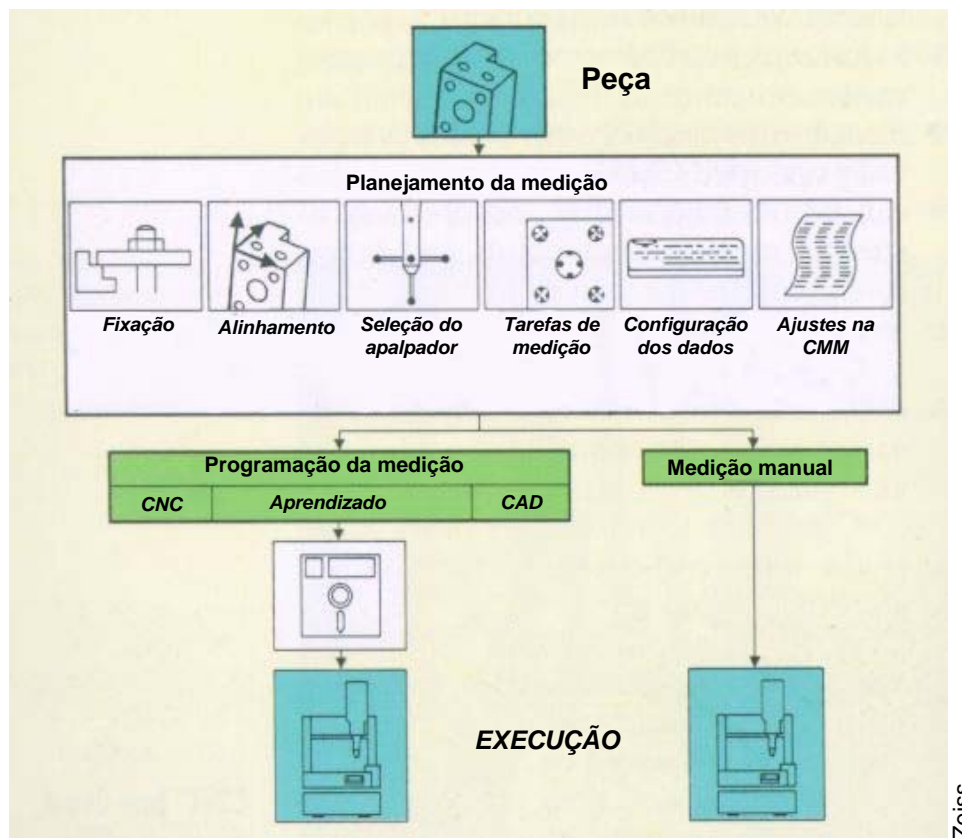 Peça
Planejamento da medição
Fixação
Alinhamento
Seleção do
apalpador
Tarefas de
medição
Configuração
dos dados
Ajustes na
CMM
Programação da medição
CNC
Aprendizado
CAD
Medição manual
EXECUÇÃO
Zeiss